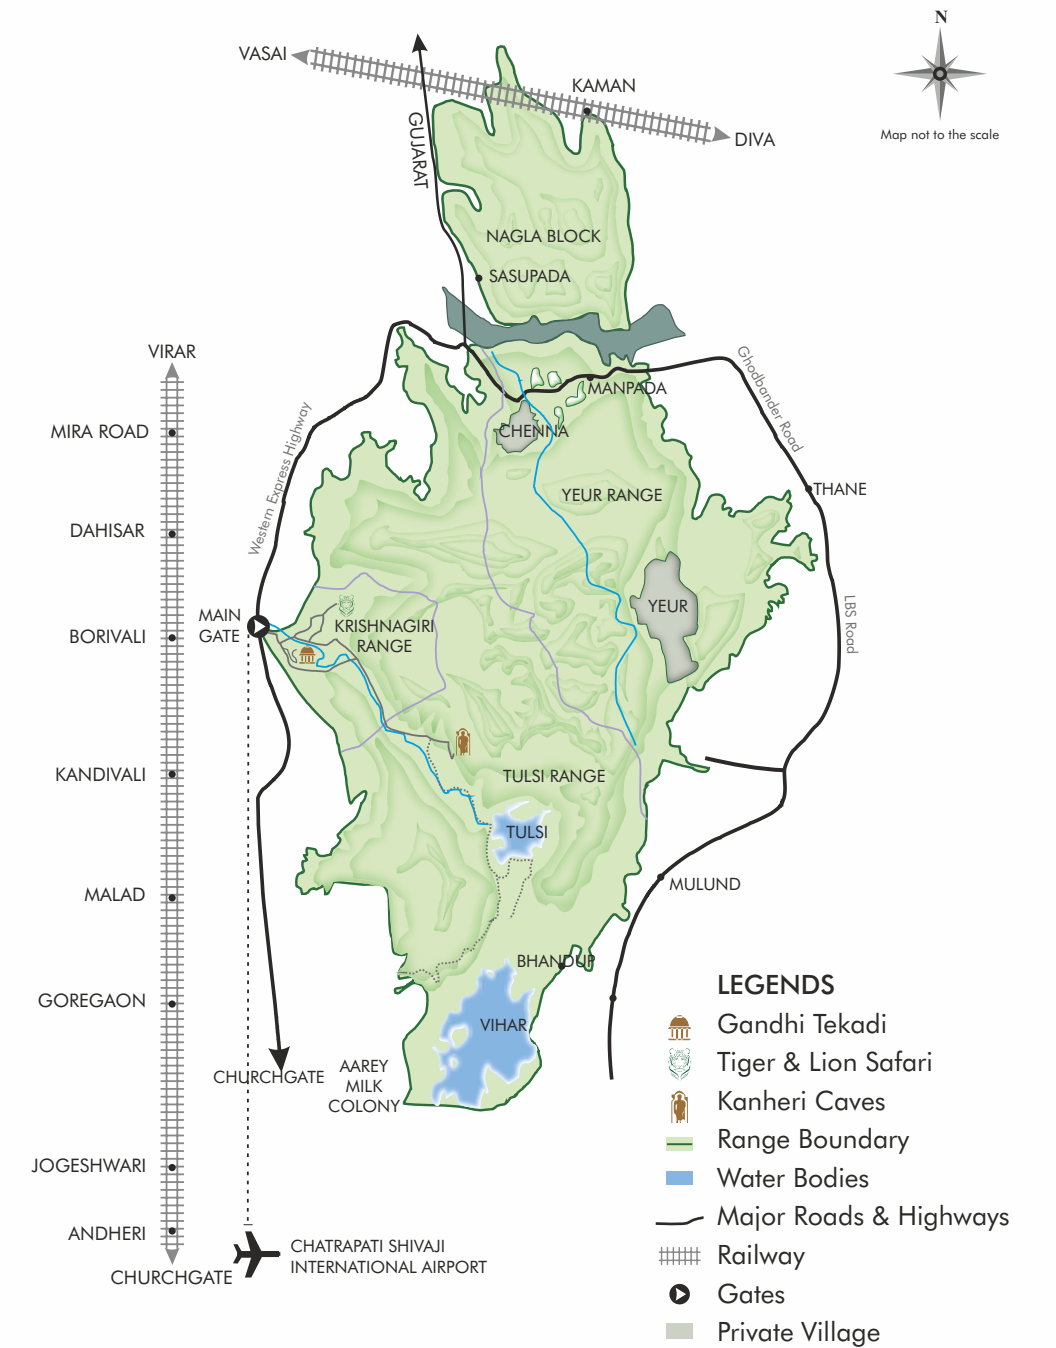 N
Map not to the scale
VASAI
KAMAN
DIVA
GUJARAT
NAGLA BLOCK
SASUPADA
VIRAR
MIRA ROAD
DAHISAR
BORIVALI
KANDIVALI
MALAD
GOREGAON
JOGESHWARI
ANDHERI
CHURCHGATE
Western Express Highway
Ghodbander Road
MANPADA
CHENNA
YEUR RANGE
THANE
LBS Road
YEUR
MAIN
GATE
KRISHNAGIRI
RANGE
TULSI RANGE
TULSI
MULUND
BHANDUP
VIHAR
CHURCHGATE
AAREY
MILK
COLONY
CHATRAPATI SHIVAJI
INTERNATIONAL AIRPORT
LEGENDS
Gandhi Tekadi
Tiger & Lion Safari
Kanheri Caves
Range Boundary
Water Bodies
Major Roads & Highways
Railway
Gates
Private Village